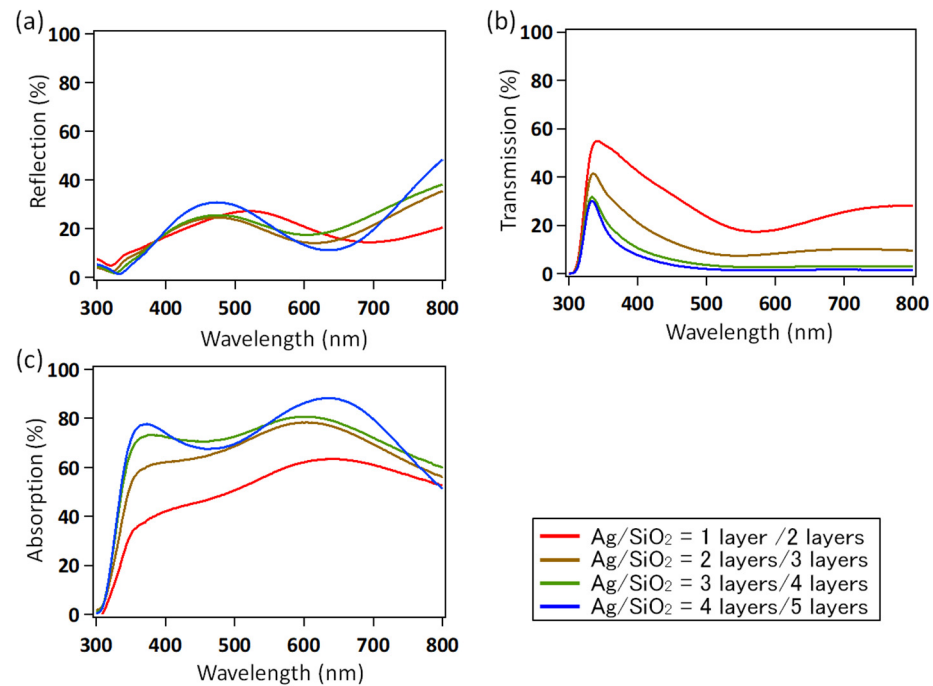 (a)
100
80
60
40
20
0
Reflection (%)
300 400 500 600 700 800
Wavelength (nm)
(b)
100
80
60
40
20
0
Transmission (%)
300 400 500 600 700 800
Wavelength (nm)
(c)
100
80
60
40
20
0
Absorption (%)
300 400 500 600 700 800
Wavelength (nm)
Ag/SiO₂ = 1 layer /2 layers
Ag/SiO₂ = 2 layers/3 layers
Ag/SiO₂ = 3 layers/4 layers
Ag/SiO₂ = 4 layers/5 layers